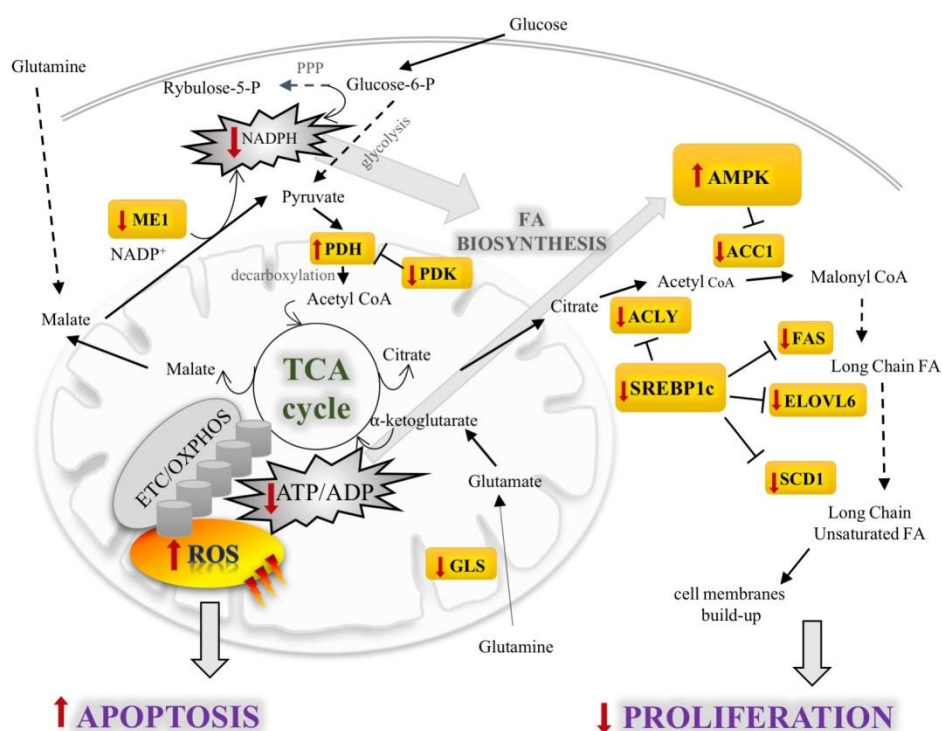 Glucose
Glutamine
PPP
Rybulose-5-P
Glucose-6-P
NADPH
glycolysis
AMPK
Pyruvate
ME1
NADP+
FA
BIOSYNTHESIS
PDH
ACC1
decarboxylation
PDK
Acetyl CoA
Malonyl CoA
Acetyl CoA
Citrate
Malate
ACLY
FAS
Malate
TCA
cycle
Citrate
Long Chain FA
SREBP1c
ELOVL6
α-ketoglutarate
ETC/OXPHOS
ATP/ADP
Glutamate
SCD1
Long Chain
Unsaturated FA
ROS
GLS
cell membranes
build-up
Glutamine
APOPTOSIS
PROLIFERATION